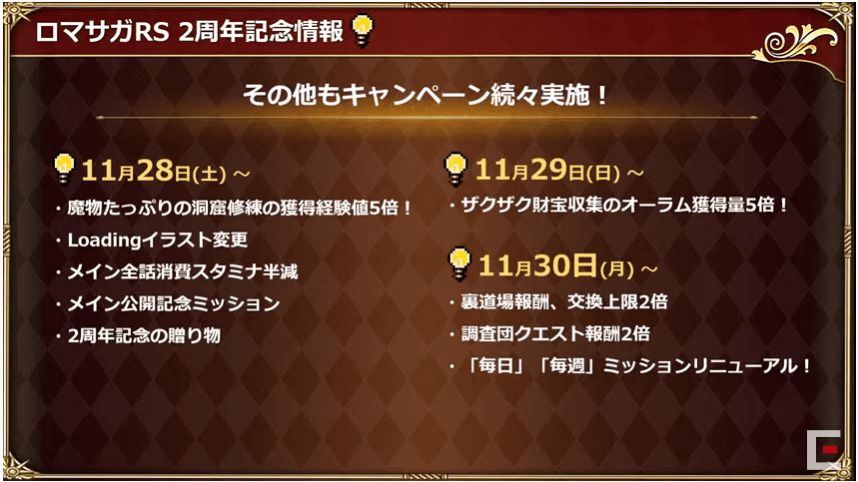 ロマサガRS 2周年記念情報
その他もキャンペーン続々実施！
11月28日(土)～
・魔物たっぷりの洞窟修練の獲得経験値5倍！
・Loadingイラスト変更
・メイン全話消費スタミナ半減
・メイン公開記念ミッション
・2周年記念の贈り物
11月29日(日)～
・ザクザク財宝収集のオーラム獲得量5倍！
11月30日(月)～
・裏道場報酬、交換上限2倍
・調査団クエスト報酬2倍
・「毎日」「毎週」ミッションリニューアル！